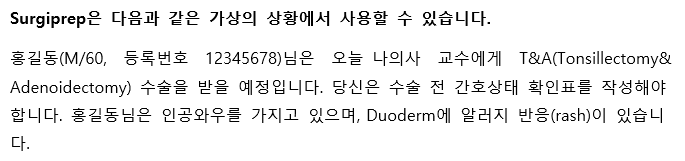 Surgiprep은 다음과 같은 가상의 상황에서 사용할 수 있습니다.
홍길동(M/60, 등록번호 12345678)님은 오늘 나의사 교수에게 T&A(Tonsillectomy&
Adenoidectomy) 수술을 받을 예정입니다. 당신은 수술 전 간호상태 확인표를 작성해야
합니다. 홍길동님은 인공와우를 가지고 있으며, Duoderm에 알러지 반응(rash)이 있습니
다.